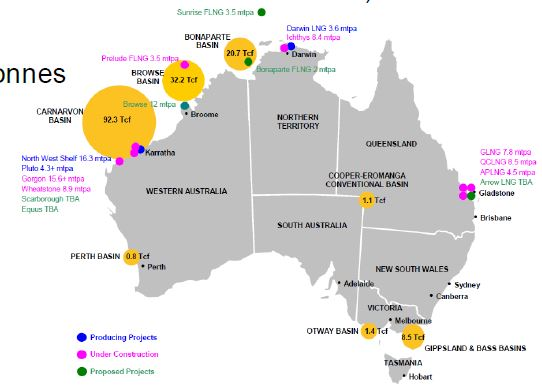 Sunrise FLNG 3.5 mtpa
Darwin LNG 3.6 mtpa
Ichthys 8.4 mtpa
BONAPARTE
BASIN
20.7 Tcf
Darwin
onnes
Prelude FLNG 3.5 mtpa
Bonaparte FLNG 2 mtpa
BROWSE
BASIN
32.2 Tcf
CARNARVON
BASIN
92.3 Tcf
Browse 12 mtpa
Broome
NORTHERN
TERRITORY
QUEENSLAND
North West Shelf 16.3 mtpa
Pluto 4.3+ mtpa
Gorgon 15.6+ mtpa
Wheatstone 8.9 mtpa
Scarborough TBA
Equus TBA
Karratha
GLNG 7.8 mtpa
QCLNG 8.5 mtpa
APLNG 4.5 mtpa
Arrow LNG TBA
Gladstone
COOPER-EROMANGA
CONVENTIONAL BASIN
1.1 Tcf
WESTERN AUSTRALIA
Brisbane
SOUTH AUSTRALIA
PERTH BASIN
0.8 Tcf
Perth
NEW SOUTH WALES
Adelaide
Sydney
Canberra
VICTORIA
Melbourne
OTWAY BASIN
1.4 Tcf
8.5 Tcf
GIPPSLAND & BASS BASINS
TASMANIA
Hobart
Producing Projects
Under Construction
Proposed Projects